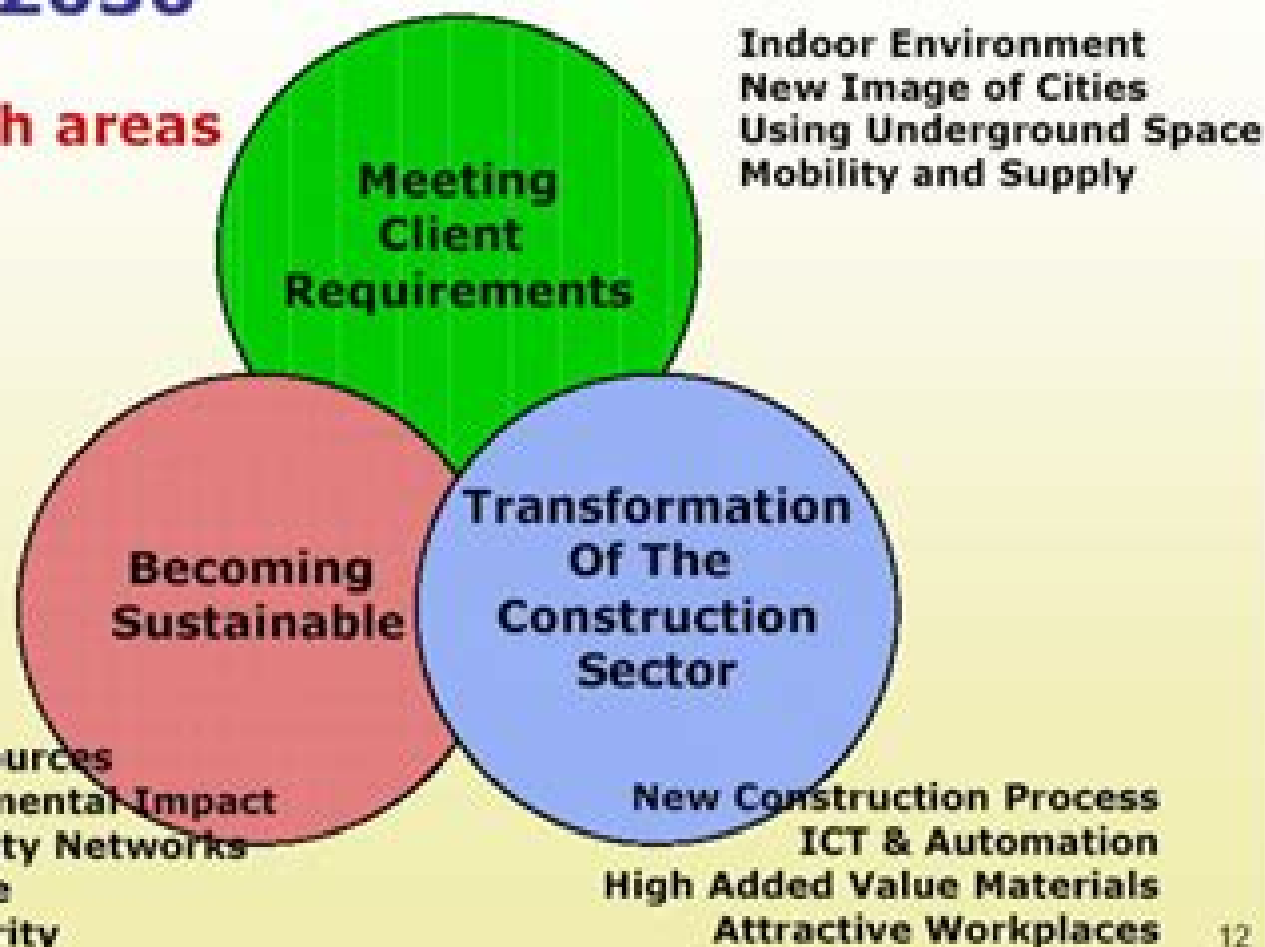 2030
h areas
Indoor Environment
New Image of Cities
Using Underground Space
Mobility and Supply
Meeting
Client
Requirements
Becoming
Sustainable
Transformation
Of The
Construction
Sector
urces
mental Impact
ty Networks
e
rity
New Construction Process
ICT & Automation
High Added Value Materials
Attractive Workplaces
12